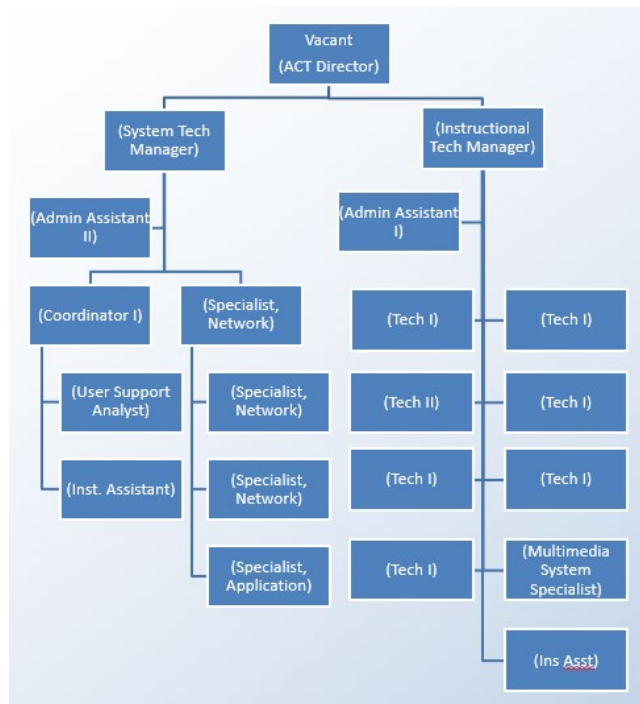 Vacant
(ACT Director)
(System Tech
Manager)
(Instructional
Tech Manager)
(Admin Assistant
II)
(Admin Assistant
I)
(Coordinator I)
(Specialist,
Network)
(Tech I)
(Tech I)
(User Support
Analyst)
(Specialist,
Network)
(Tech II)
(Tech I)
(Inst. Assistant)
(Specialist,
Network)
(Tech I)
(Tech I)
(Specialist,
Application)
(Tech I)
(Multimedia
System
Specialist)
(Ins Asst)